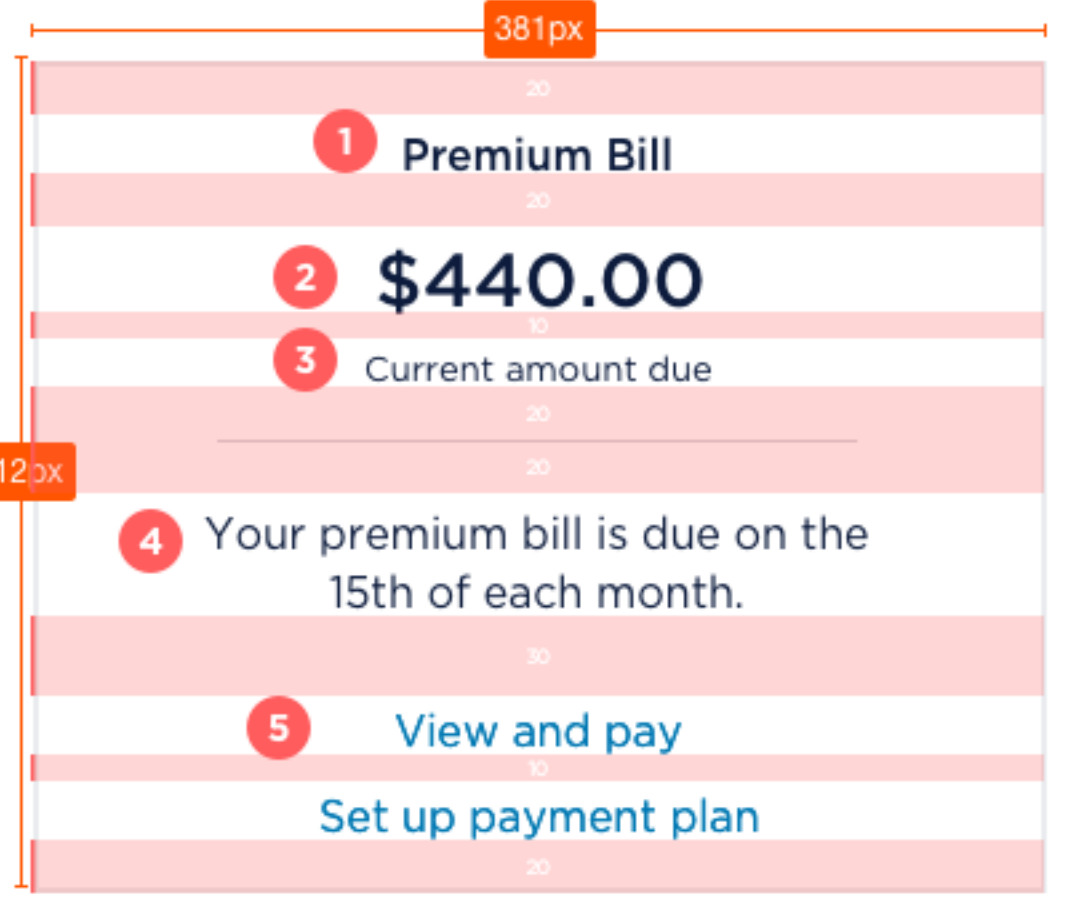 381px
20
1 Premium Bill
20
2 $440.00
10
3 Current amount due
20
12px
20
4 Your premium bill is due on the
15th of each month.
30
5 View and pay
10
Set up payment plan
20